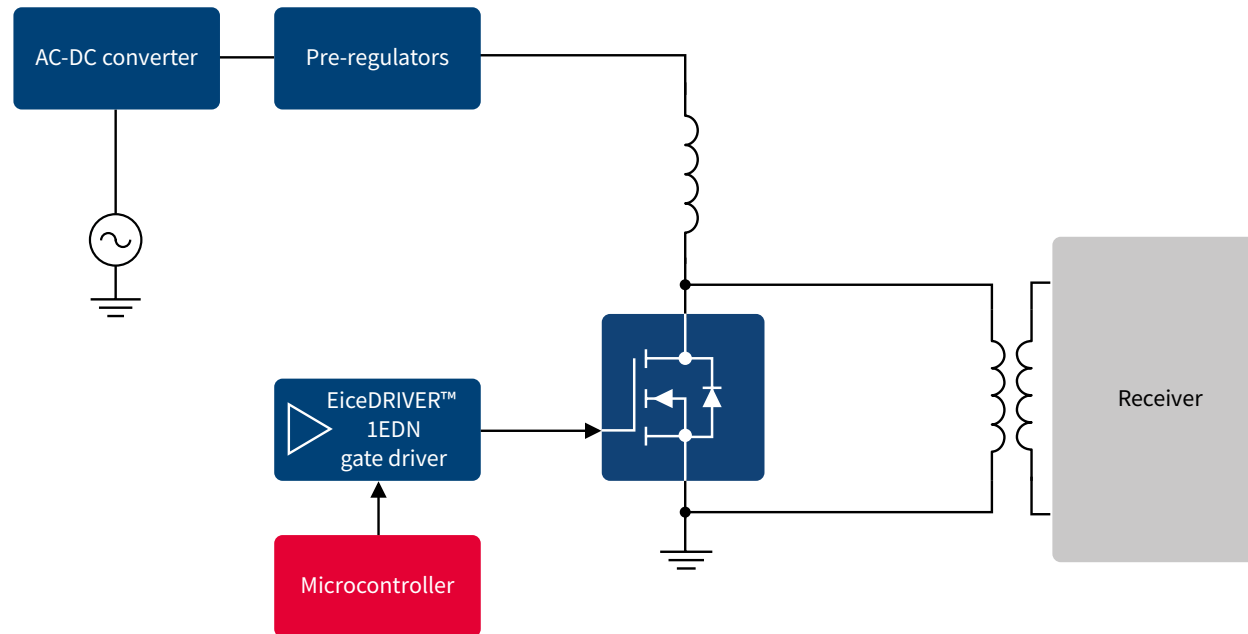 AC-DC converter
Pre-regulators
EiceDRIVER™
1EDN
gate driver
Receiver
Microcontroller